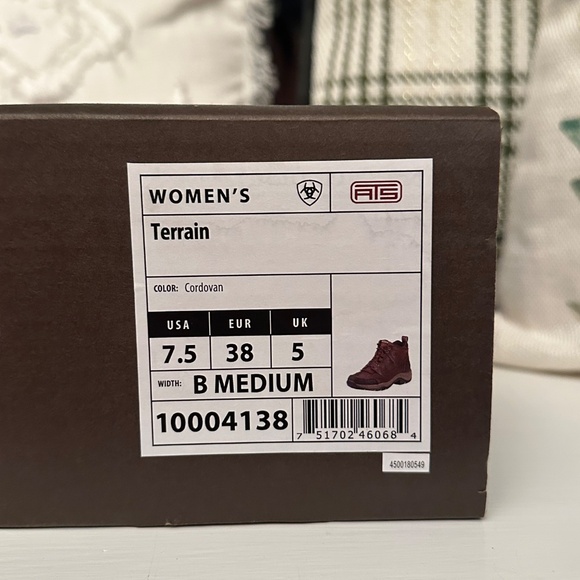 WOMEN'S
ATS
Terrain
COLOR: Cordovan
USA EUR UK
7.5 38 5
WIDTH: B MEDIUM
10004138
7 51702 46068 4
4500180549